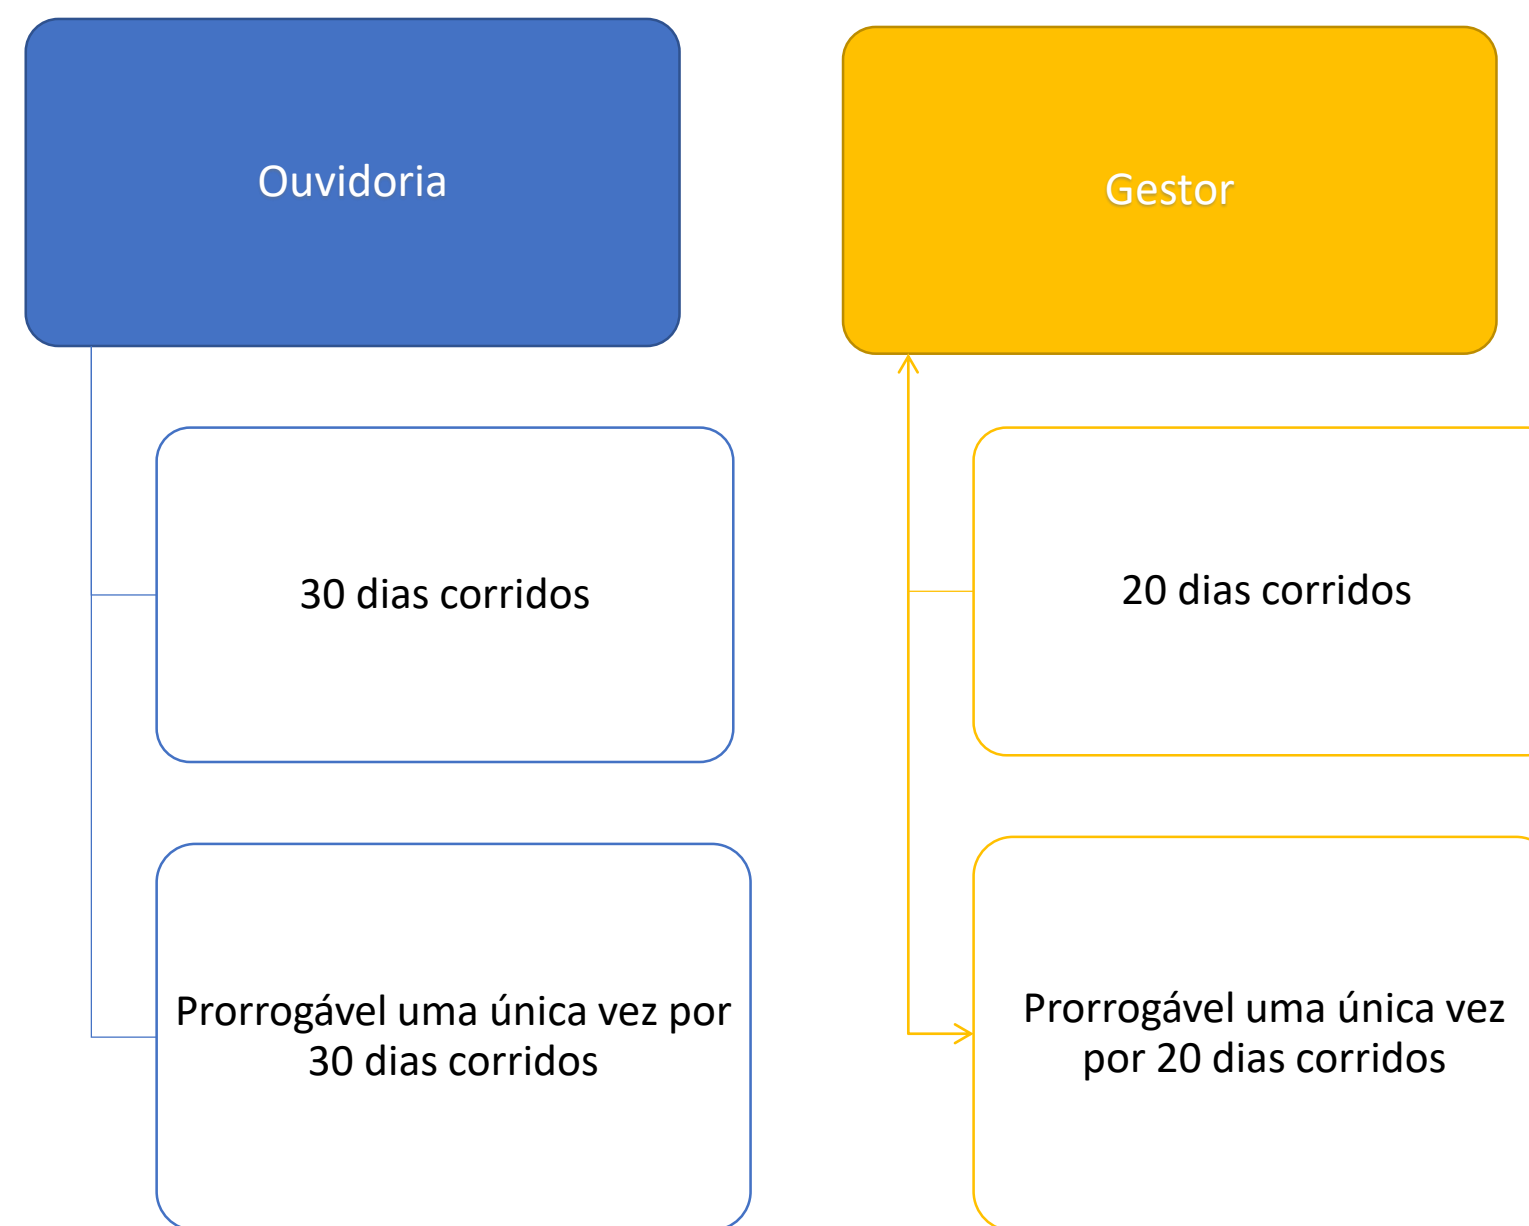 Ouvidoria
30 dias corridos
Prorrogável uma única vez por
30 dias corridos
Gestor
20 dias corridos
Prorrogável uma única vez
por 20 dias corridos